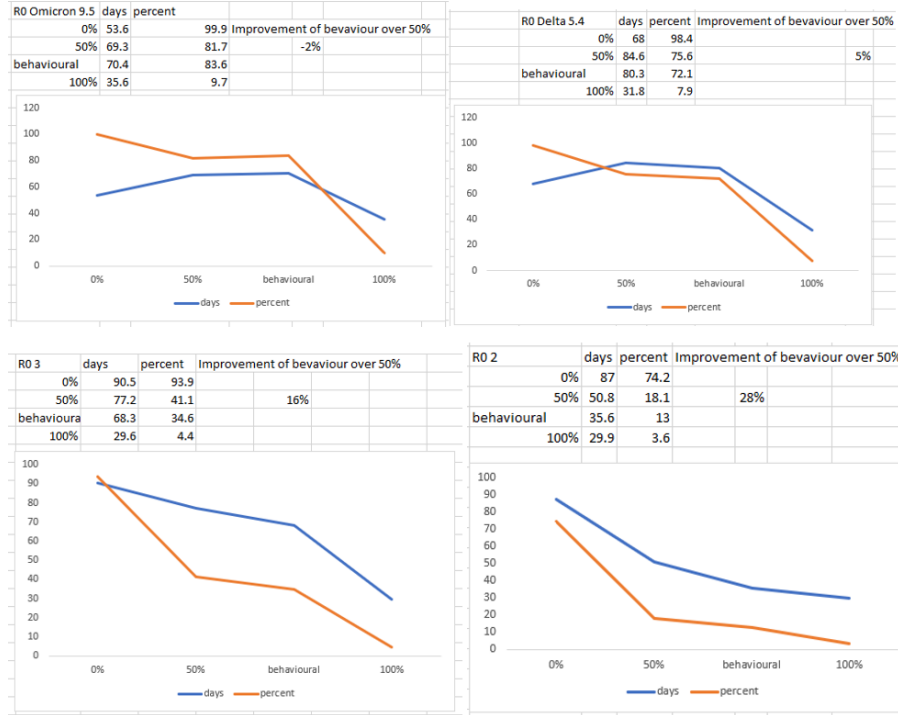 R0 Omicron 9.5 days percent
0% 53.6 99.9 Improvement of bevaviour over 50%
50% 69.3 81.7 -2%
behavioural 70.4 83.6
100% 35.6 9.7
120
100
80
60
40
20
0
0% 50% behavioural 100%
days percent
R0 Delta 5.4 days percent Improvement of bevaviour over 50%
0% 68 98.4
50% 84.6 75.6 5%
behavioural 80.3 72.1
100% 31.8 7.9
120
100
80
60
40
20
0
0% 50% behavioural 100%
days percent
R0 3 days percent Improvement of bevaviour over 50%
0% 90.5 93.9
50% 77.2 41.1 16%
behavioura 68.3 34.6
100% 29.6 4.4
100
90
80
70
60
50
40
30
20
10
0
0% 50% behavioural 100%
days percent
R0 2 days percent Improvement of bevaviour over 50%
0% 87 74.2
50% 50.8 18.1 28%
behavioural 35.6 13
100% 29.9 3.6
100
90
80
70
60
50
40
30
20
10
0
0% 50% behavioural 100%
days percent